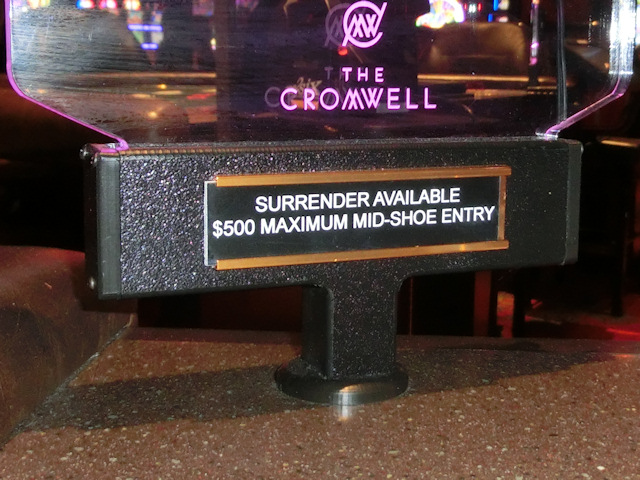 THE
CROMWELL
SURRENDER AVAILABLE
$500 MAXIMUM MID-SHOE ENTRY